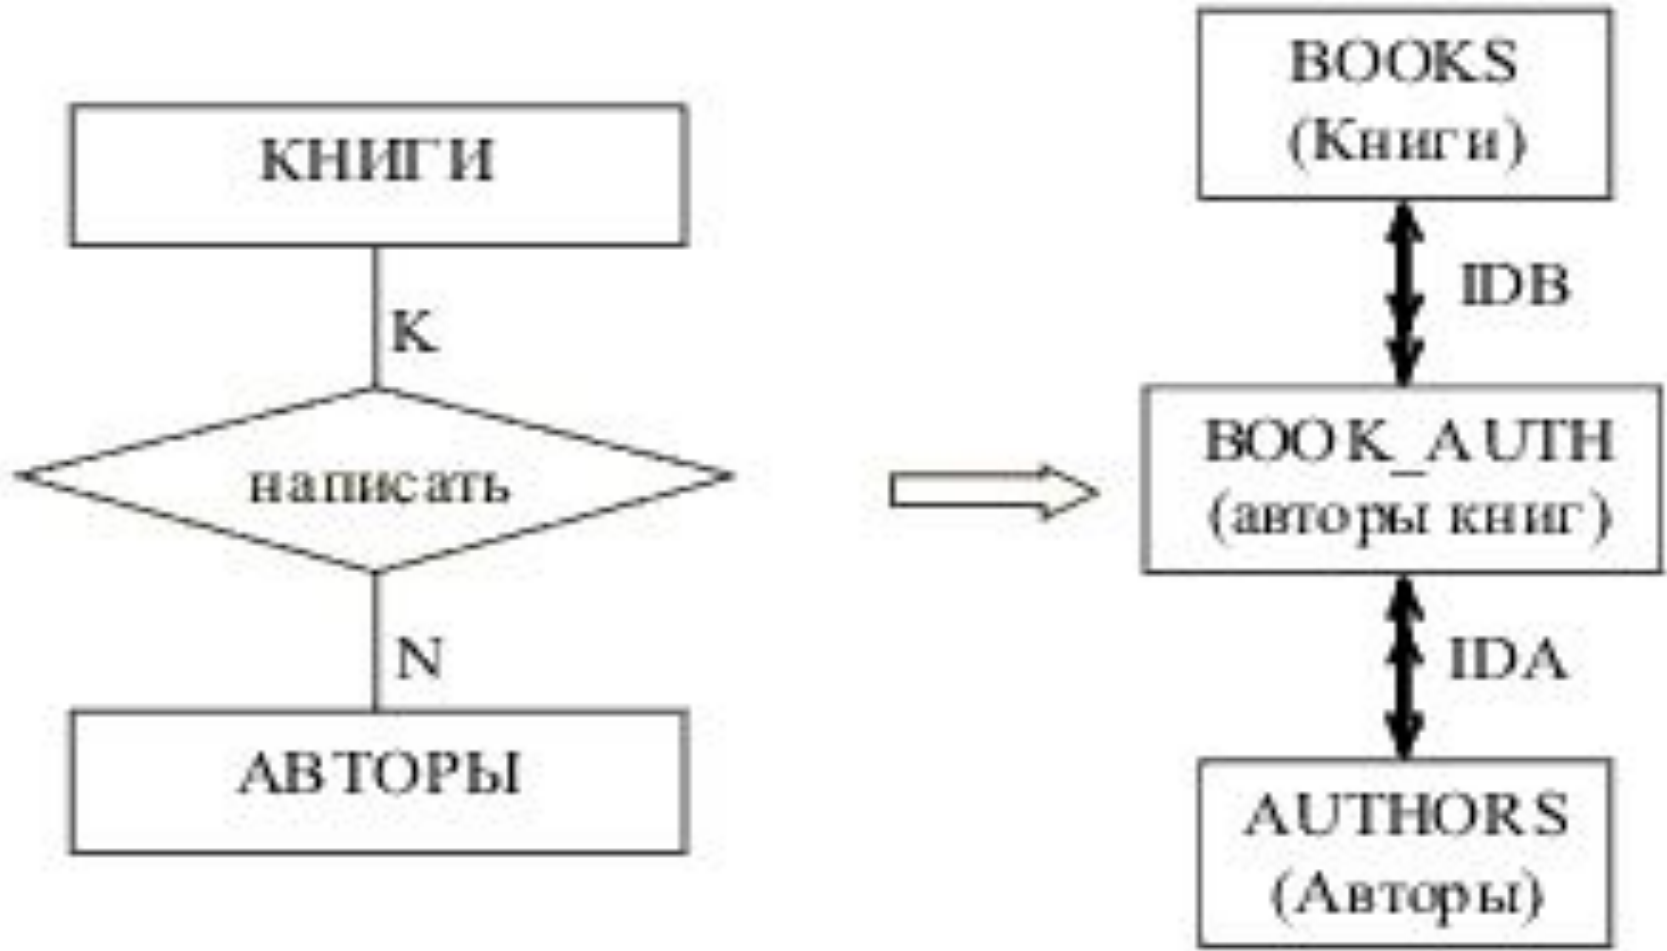 КНИГИ
K
написать
N
АВТОРЫ
BOOKS
(Книги)
IDB
BOOK_AUTH
(авторы книг)
IDA
AUTHORS
(Авторы)